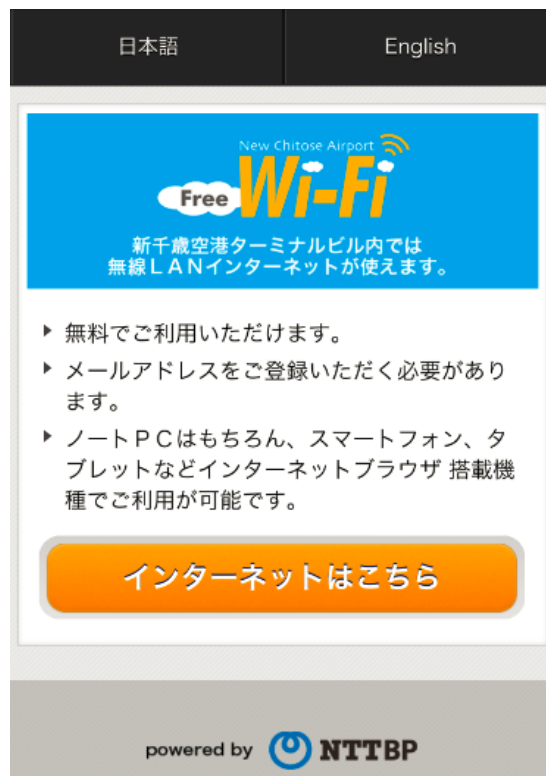 日本語
English
New Chitose Airport
Free Wi-Fi
新千歳空港ターミナルビル内では
無線ＬＡＮインターネットが使えます。
無料でご利用いただけます。
メールアドレスをご登録いただく必要があり
ます。
ノートＰＣはもちろん、スマートフォン、タ
ブレットなどインターネットブラウザ 搭載機
種でご利用が可能です。
インターネットはこちら
powered by NTTBP